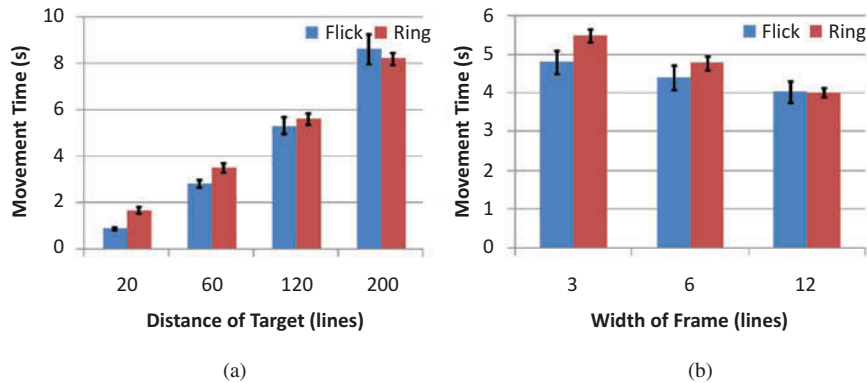 Flick Ring
Movement Time (s)
10
8
6
4
2
0
20 60 120 200
Distance of Target (lines)
(a)
Flick Ring
Movement Time (s)
6
5
4
3
2
1
0
3 6 12
Width of Frame (lines)
(b)